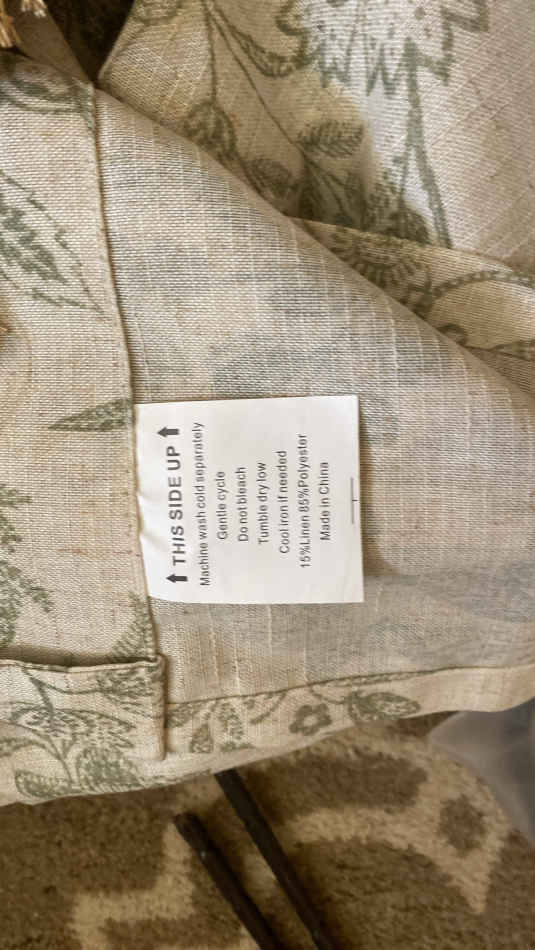 ⬆ THIS SIDE UP ⬆
Machine wash cold separately
Gentle cycle
Do not bleach
Tumble dry low
Cool iron if needed
15%Linen 85%Polyester
Made in China